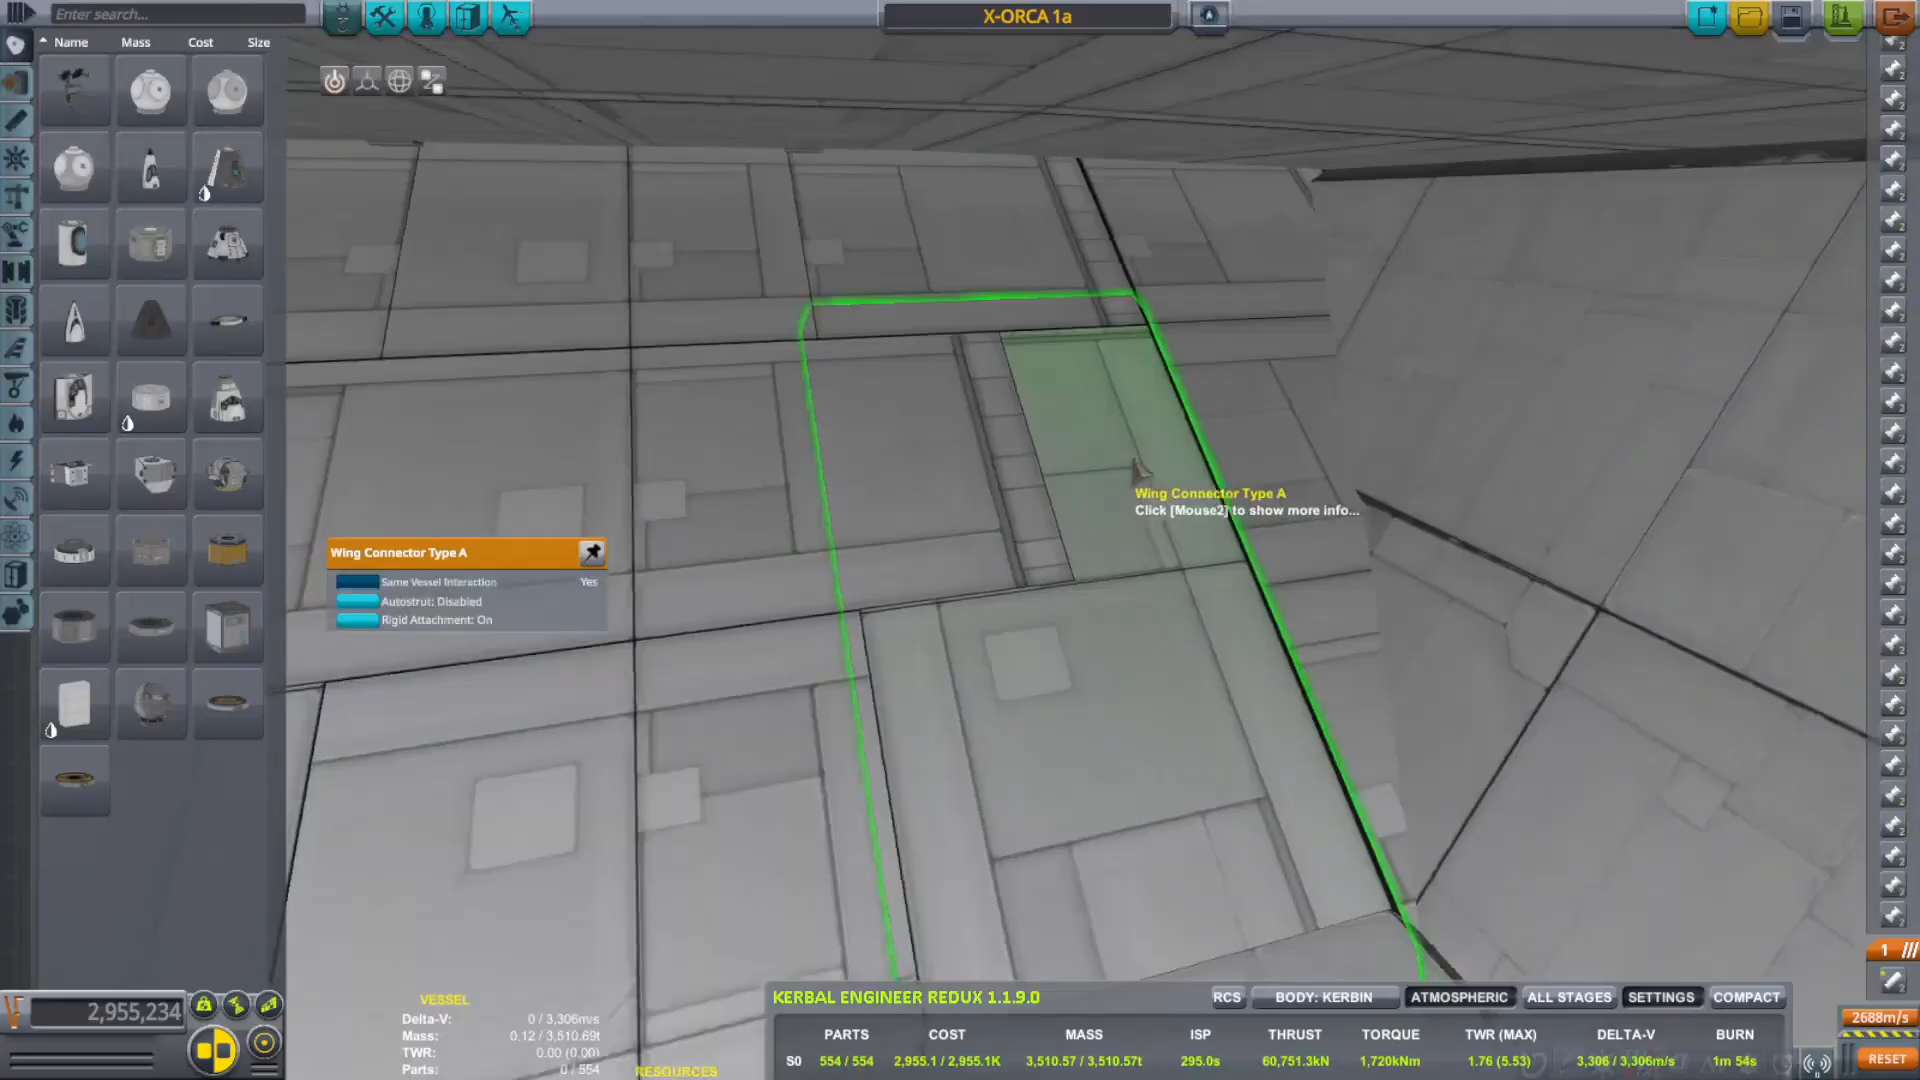 Enter search...
X-ORCA 1a
Name Mass Cost Size
Wing Connector Type A
Click [Mouse2] to show more info...
Wing Connector Type A
Same Vessel Interaction Yes
Autostrut: Disabled
Rigid Attachment: On
2,955,234
VESSEL
Delta-V: 0 / 3,306m/s
Mass: 0.12 / 3,510.69t
TWR: 0.00 (0.00)
Parts: 0 / 554
RESOURCES
KERBAL ENGINEER REDUX 1.1.9.0
RCS BODY: KERBIN ATMOSPHERIC ALL STAGES SETTINGS COMPACT
PARTS COST MASS ISP THRUST TORQUE TWR (MAX) DELTA-V BURN
S0 554 / 554 2,955.1 / 2,955.1K 3,510.57 / 3,510.57t 295.0s 60,751.3kN 1,720kNm 1.76 (5.53) 3,306 / 3,306m/s 1m 54s
1
2688m/s
RESET